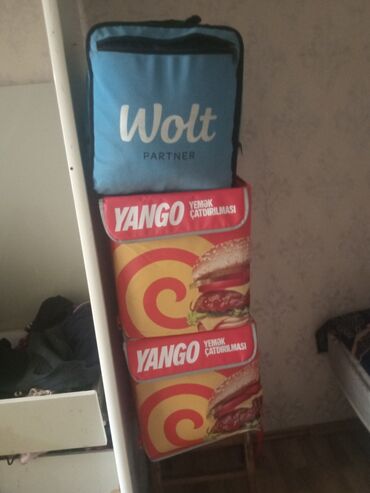 Wolt
PARTNER
YANGO YEMƏK
ÇATDIRILMASI
YANGO YEMƏK
ÇATDIRILMASI